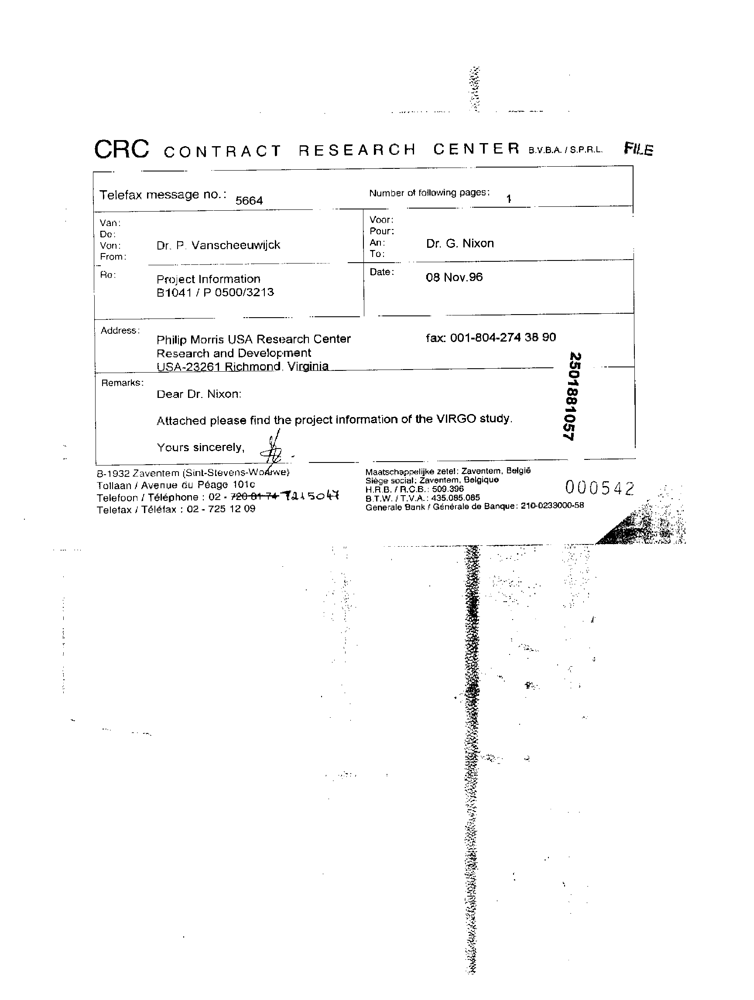 CRC CONTRACT RESEARCH CENTER B.V.B.A. / S.P.R.L. FILE
Telefax message no.: 5664
Number of following pages: 1
Van:
De:
Von: Dr. P. Vanscheeuwijck
From:
Voor:
Pour:
An: Dr. G. Nixon
To:
Re: Project Information
B1041 / P 0500/3213
Date: 08 Nov.96
Address:
Philip Morris USA Research Center
Research and Development
USA-23261 Richmond, Virginia
fax: 001-804-274 38 90
Remarks:
Dear Dr. Nixon:
Attached please find the project information of the VIRGO study.
Yours sincerely,
2501881057
B-1932 Zaventem (Sint-Stevens-Woluwe)
Tollaan / Avenue du Péage 101c
Telefoon / Téléphone : 02 - 720 81 74 7215047
Telefax / Téléfax : 02 - 725 12 09
Maatschappelijke zetel: Zaventem, België
Siège social: Zaventem, Belgique
H.R.B. / R.C.B.: 509.396
B.T.W. / T.V.A.: 435.085.085
Generale Bank / Générale de Banque: 210-0233000-58
000542